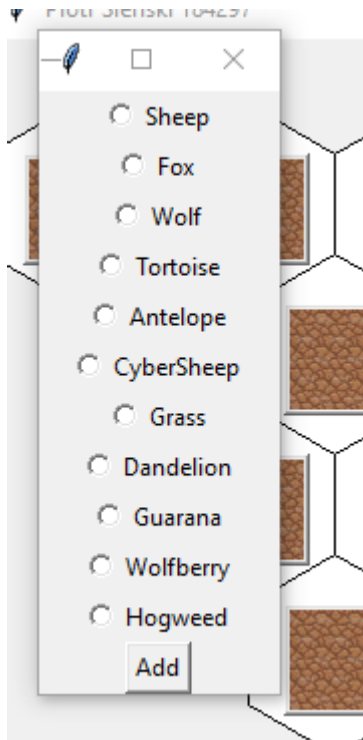 Sheep
Fox
Wolf
Tortoise
Antelope
CyberSheep
Grass
Dandelion
Guarana
Wolfberry
Hogweed
Add